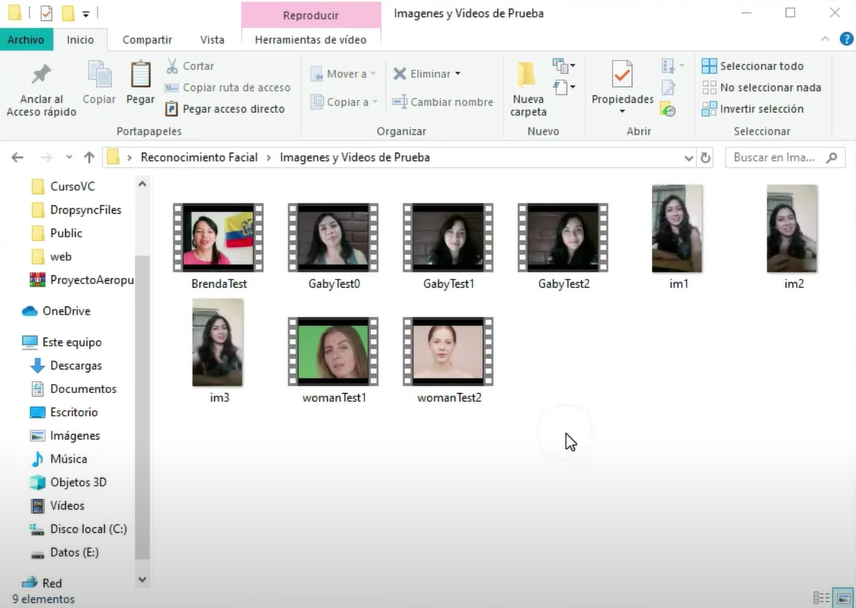 Reproducir
Imagenes y Videos de Prueba
Archivo
Inicio
Compartir
Vista
Herramientas de vídeo
Anclar al
Acceso rápido
Copiar
Pegar
Cortar
Copiar ruta de acceso
Pegar acceso directo
Portapapeles
Mover a
Copiar a
Eliminar
Cambiar nombre
Organizar
Nueva
carpeta
Nuevo
Propiedades
Abrir
Seleccionar todo
No seleccionar nada
Invertir selección
Seleccionar
Reconocimiento Facial > Imagenes y Videos de Prueba
Buscar en Ima...
CursoVC
DropsyncFiles
Public
web
ProyectoAeropu
OneDrive
Este equipo
Descargas
Documentos
Escritorio
Imágenes
Música
Objetos 3D
Vídeos
Disco local (C:)
Datos (E:)
Red
BrendaTest
GabyTest0
GabyTest1
GabyTest2
im1
im2
im3
womanTest1
womanTest2
9 elementos